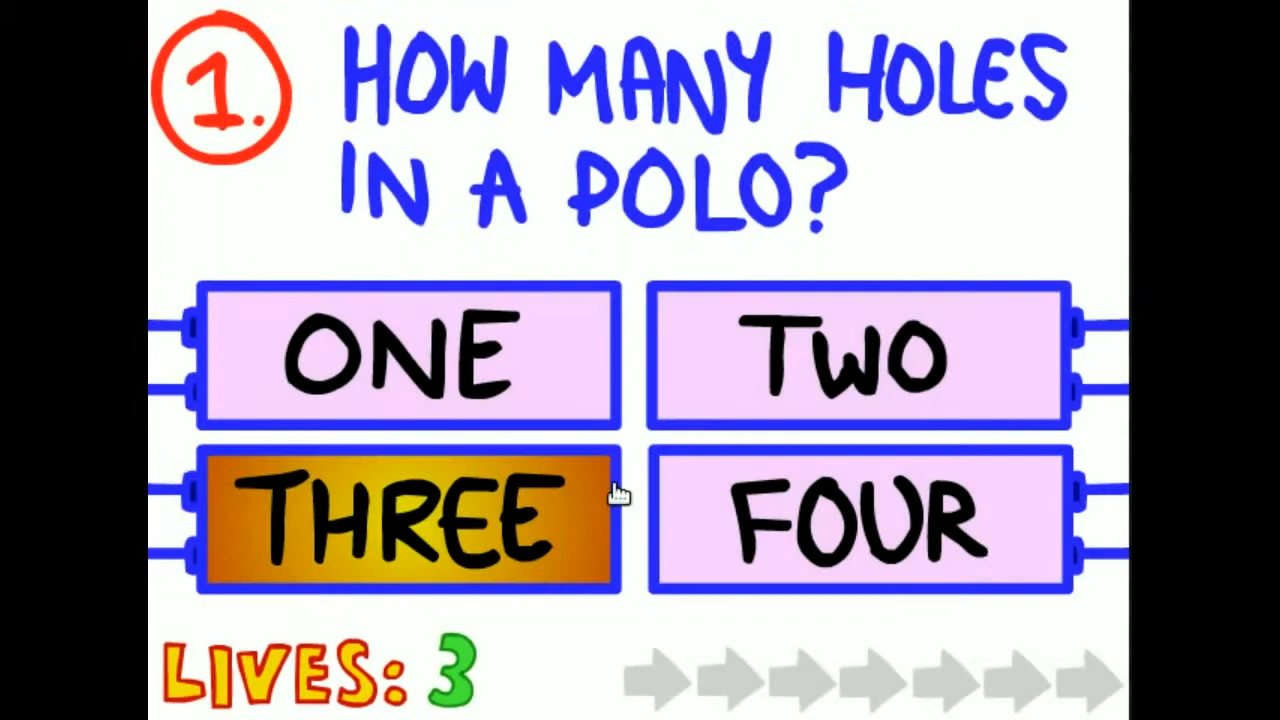 1. HOW MANY HOLES
IN A POLO?
ONE
TWO
THREE
FOUR
LIVES: 3